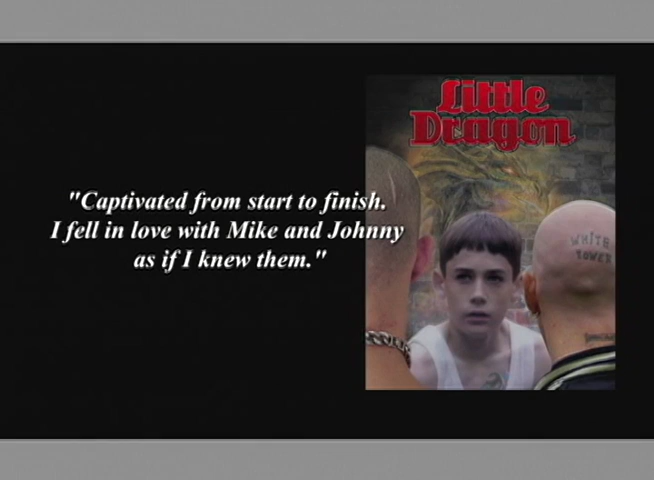 Little
Dragon
"Captivated from start to finish.
I fell in love with Mike and Johnny
as if I knew them."
WHITE
TOWER